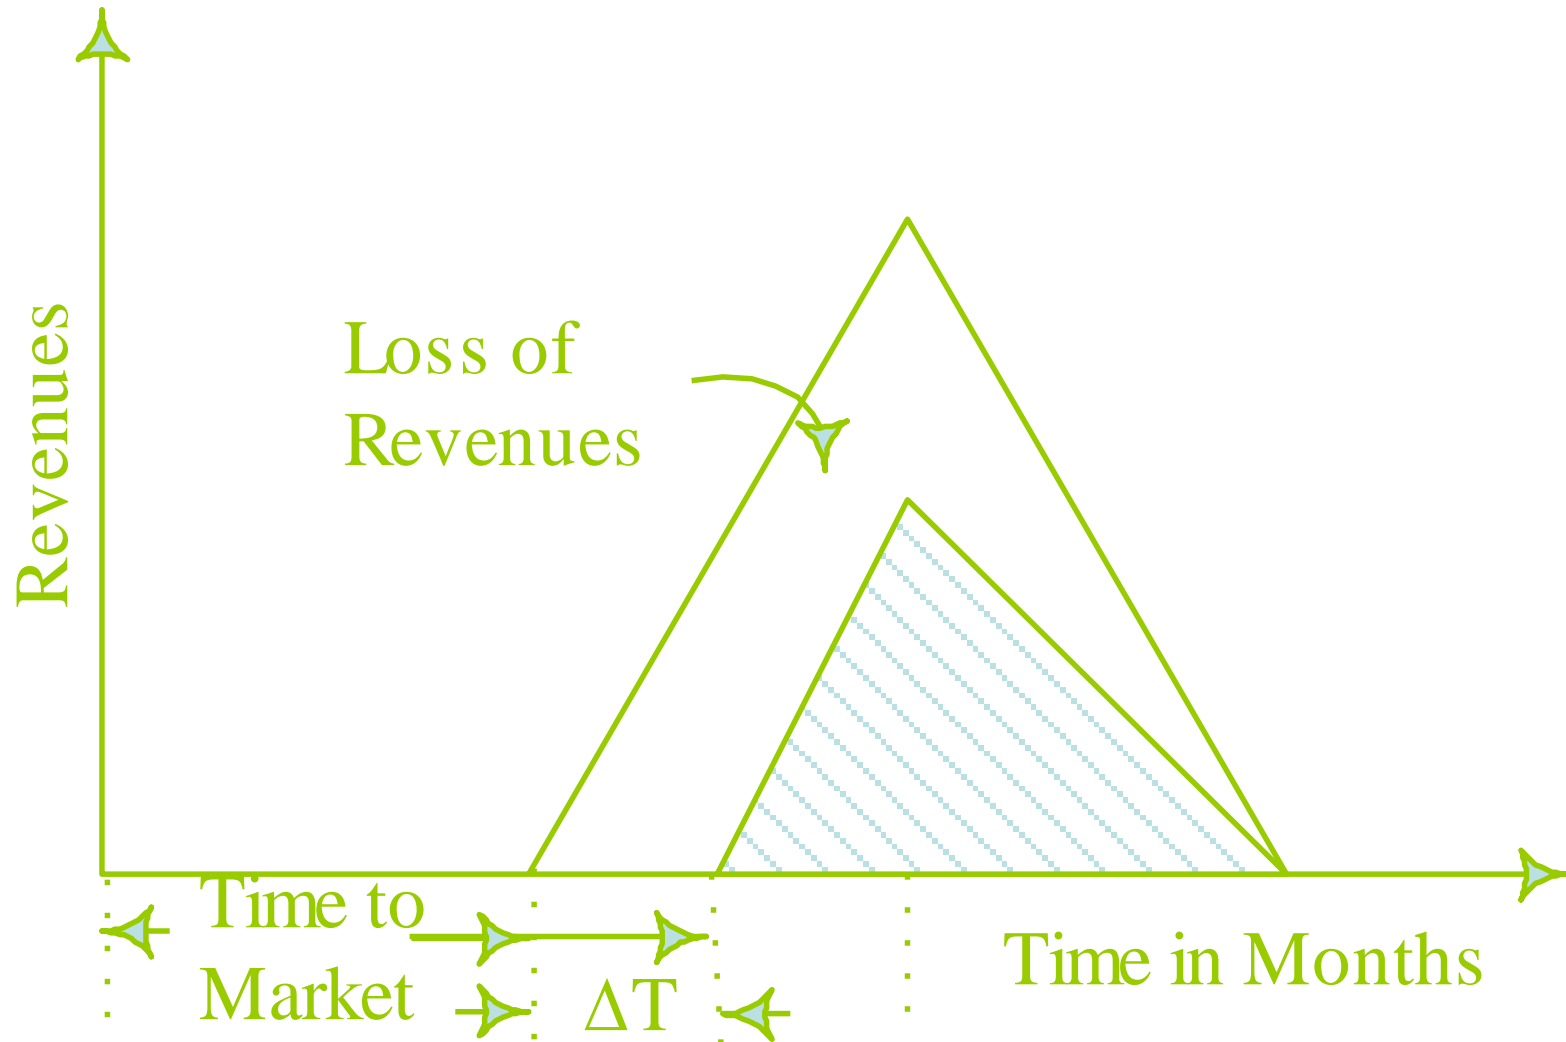 Revenues
Loss of
Revenues
Time to
Market
ΔT
Time in Months